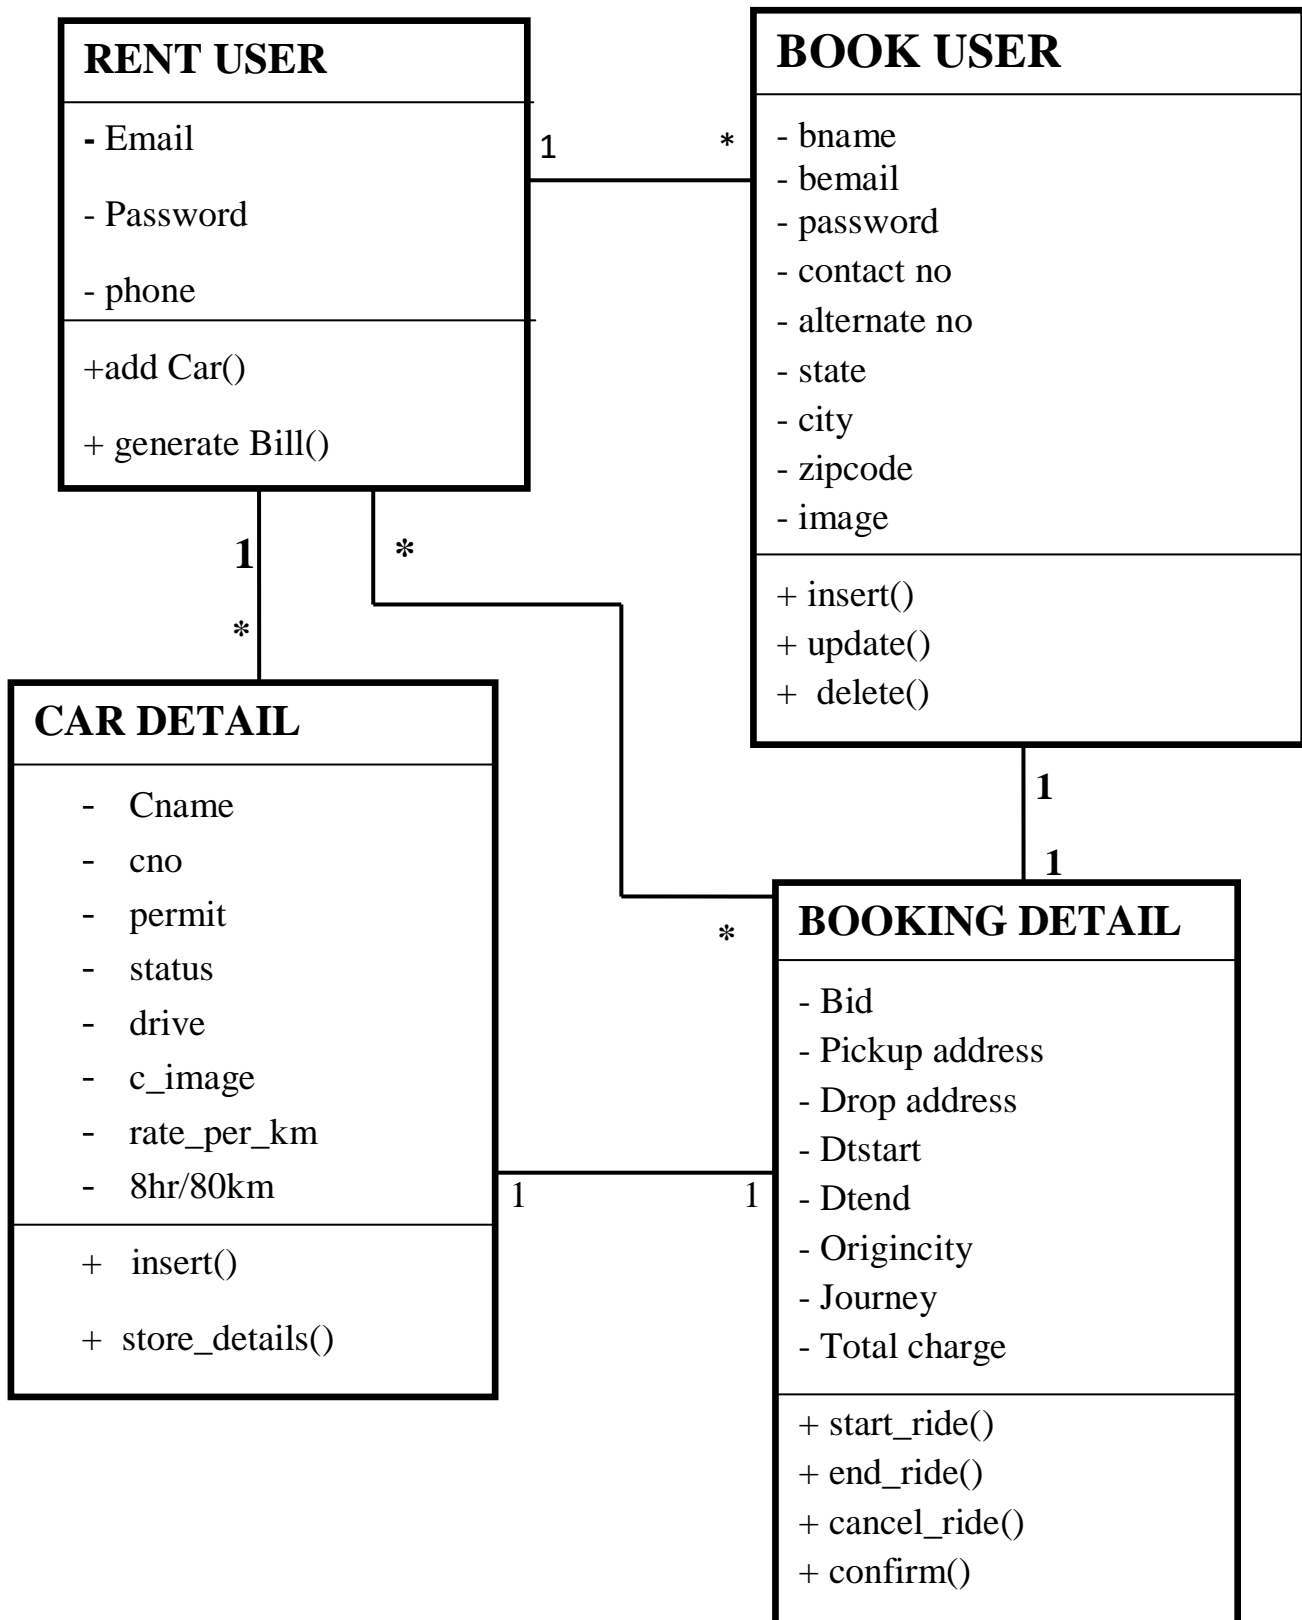 RENT USER
- Email
- Password
- phone
+add Car()
+ generate Bill()
1
*
BOOK USER
- bname
- bemail
- password
- contact no
- alternate no
- state
- city
- zipcode
- image
+ insert()
+ update()
+ delete()
1
*
*
*
1
1
CAR DETAIL
- Cname
- cno
- permit
- status
- drive
- c_image
- rate_per_km
- 8hr/80km
+ insert()
+ store_details()
1
1
BOOKING DETAIL
- Bid
- Pickup address
- Drop address
- Dtstart
- Dtend
- Origincity
- Journey
- Total charge
+ start_ride()
+ end_ride()
+ cancel_ride()
+ confirm()